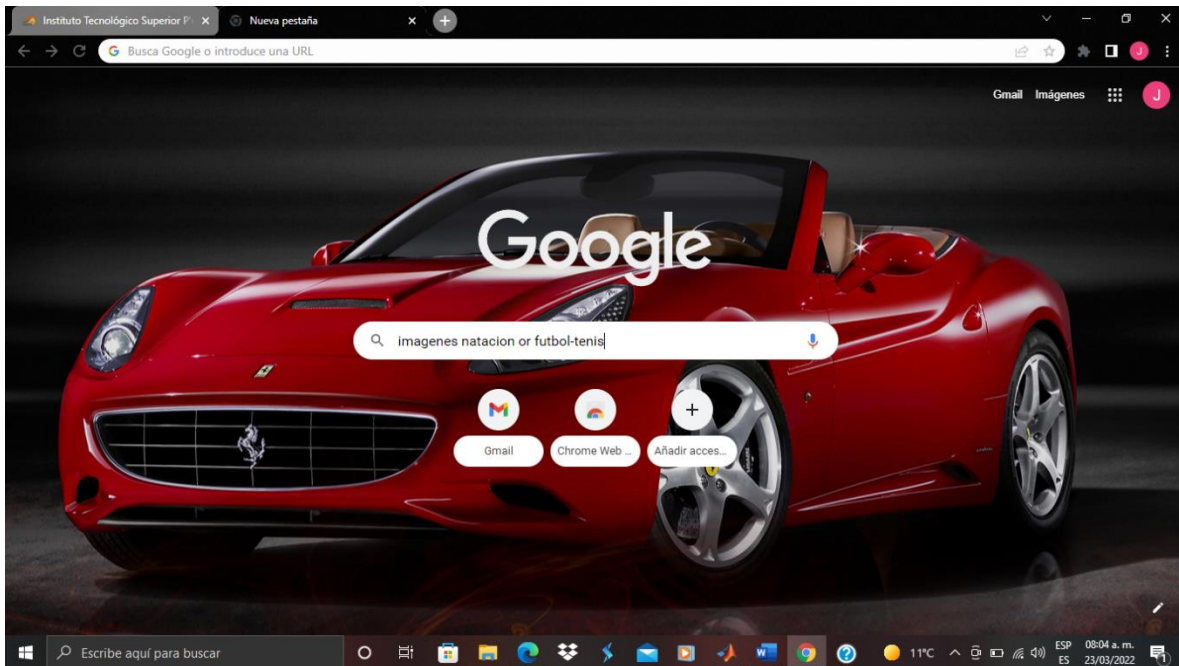 Instituto Tecnológico Superior P'
Nueva pestaña
Busca Google o introduce una URL
Gmail Imágenes
J
Google
imagenes natacion or futbol-tenis
Gmail
Chrome Web ...
Añadir acces...
Escribe aquí para buscar
11°C
ESP
ES
08:04 a. m.
23/03/2022